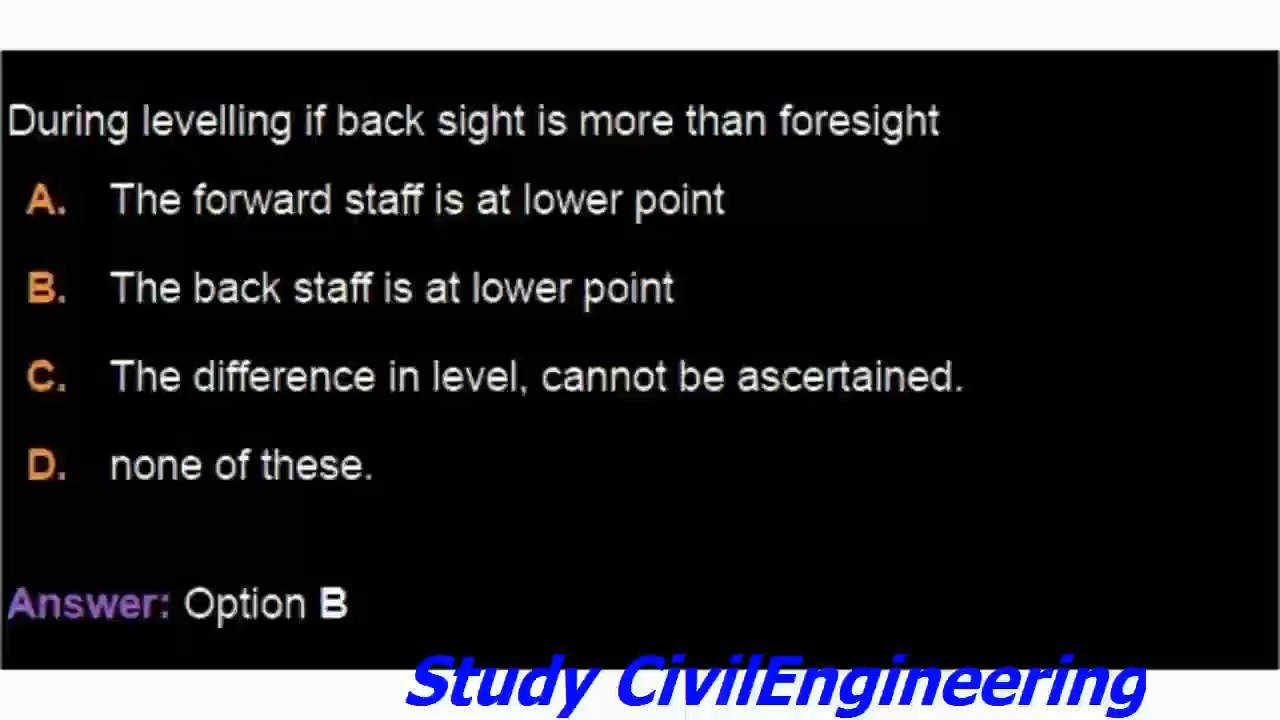 During levelling if back sight is more than foresight
A. The forward staff is at lower point
B. The back staff is at lower point
C. The difference in level, cannot be ascertained.
D. none of these.
Answer: Option B
Study CivilEngineering